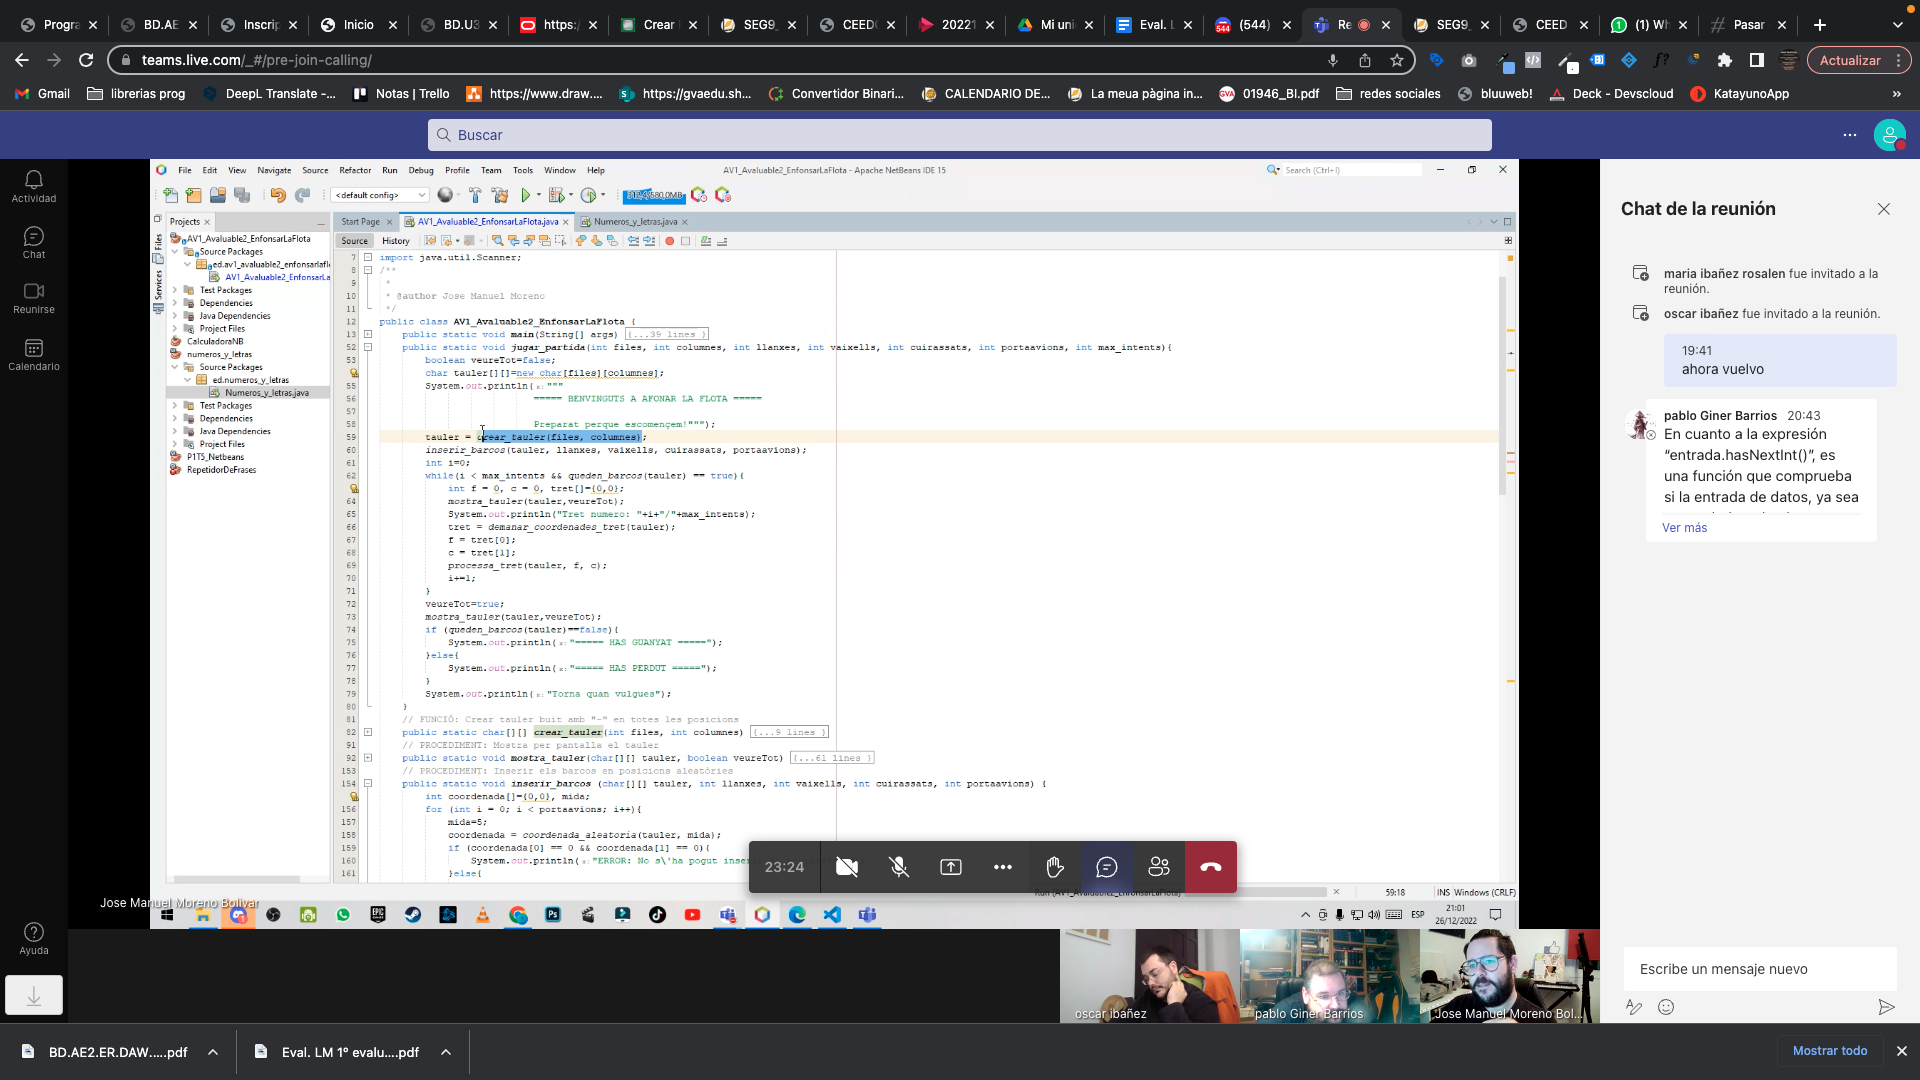 Progra
BD.AE
Inscrip
Inicio
BD.U3
https:/
Crear
SEG9_
CEED
20221
Mi uni
Eval. L
(544)
Re
SEG9_
CEED
(1) Wh
Pasar
teams.live.com/_#/pre-join-calling/
Actualizar
Gmail
librerias prog
DeepL Translate -...
Notas | Trello
https://www.draw....
https://gvaedu.sh...
Convertidor Binari...
CALENDARIO DE...
La meua pàgina in...
01946_BI.pdf
redes sociales
bluuweb!
Deck - Devscloud
KatayunoApp
»
Buscar
Actividad
Chat
Reunirse
Calendario
Ayuda
File Edit View Navigate Source Refactor Run Debug Profile Team Tools Window Help
AV1_Avaluable2_EnfonsarLaFlota - Apache NetBeans IDE 15
Search (Ctrl+I)
<default config>
Projects
Files
Services
AV1_Avaluable2_EnfonsarLaFlota
Source Packages
ed.av1_avaluable2_enfonsarlafl
AV1_Avaluable2_EnfonsarLa
Test Packages
Dependencies
Java Dependencies
Project Files
CalculaoraNB
numeros_y_letras
Source Packages
ed.numeros_y_letras
Numeros_y_letras.java
Test Packages
Dependencies
Java Dependencies
Project Files
P1T5_Netbeans
RepetidorDeFrases
Start Page
AV1_Avaluable2_EnfonsarLaFlota.java
Numeros_y_letras.java
Source
History
7 import java.util.Scanner;
8 /**
9 *
10 * @author Jose Manuel Moreno
11 */
12 public class AV1_Avaluable2_EnfonsarLaFlota {
13 public static void main(String[] args) {...39 lines }
52 public static void jugar_partida(int files, int columnes, int llanxes, int vaixells, int cuirassats, int portaavions, int max_intents){
53 boolean veureTot=false;
char tauler[][]=new char[files][columnes];
55 System.out.println(s:"""
56 ===== BENVINGUTS A AFONAR LA FLOTA =====
57
58 Preparat perque escomençem!""");
59 tauler = crear_tauler(files, columnes);
60 inserir_barcos(tauler, llanxes, vaixells, cuirassats, portaavions);
61 int i=0;
62 while(i < max_intents && queden_barcos(tauler) == true){
int f = 0, c = 0, tret[]={0,0};
64 mostra_tauler(tauler,veureTot);
65 System.out.println("Tret numero: "+i+"/"+max_intents);
66 tret = demanar_coordenades_tret(tauler);
67 f = tret[0];
68 c = tret[1];
69 processa_tret(tauler, f, c);
70 i+=1;
71 }
72 veureTot=true;
73 mostra_tauler(tauler,veureTot);
74 if (queden_barcos(tauler)==false){
75 System.out.println(s:"===== HAS GUANYAT =====");
76 }else{
77 System.out.println(s:"===== HAS PERDUT =====");
78 }
79 System.out.println(s:"Torna quan vulgues");
80 }
81 // FUNCIÓ: Crear tauler buit amb "-" en totes les posicions
82 public static char[][] crear_tauler(int files, int columnes) {...9 lines }
91 // PROCEDIMENT: Mostra per pantalla el tauler
92 public static void mostra_tauler(char[][] tauler, boolean veureTot) {...61 lines }
153 // PROCEDIMENT: Inserir els barcos en posicions aleatòries
154 public static void inserir_barcos (char[][] tauler, int llanxes, int vaixells, int cuirassats, int portaavions) {
int coordenada[]={0,0}, mida;
156 for (int i = 0; i < portaavions; i++){
157 mida=5;
158 coordenada = coordenada_aleatoria(tauler, mida);
159 if (coordenada[0] == 0 && coordenada[1] == 0){
160 System.out.println(s:"ERROR: No s\'ha pogut inser
161 }else{
23:24
Run (AV1_Avaluable2_EnfonsarLaFlota)
59:18
INS Windows (CRLF)
Jose Manuel Moreno Bolivar
ESP
21:01
26/12/2022
oscar ibañez
pablo Giner Barrios
Jose Manuel Moreno Bol...
Chat de la reunión
maria ibañez rosalen fue invitado a la
reunión.
oscar ibañez fue invitado a la reunión.
19:41
ahora vuelvo
pablo Giner Barrios 20:43
En cuanto a la expresión
“entrada.hasNextInt()”, es
una función que comprueba
si la entrada de datos, ya sea
Ver más
Escribe un mensaje nuevo
BD.AE2.ER.DAW.....pdf
Eval. LM 1º evalu....pdf
Mostrar todo